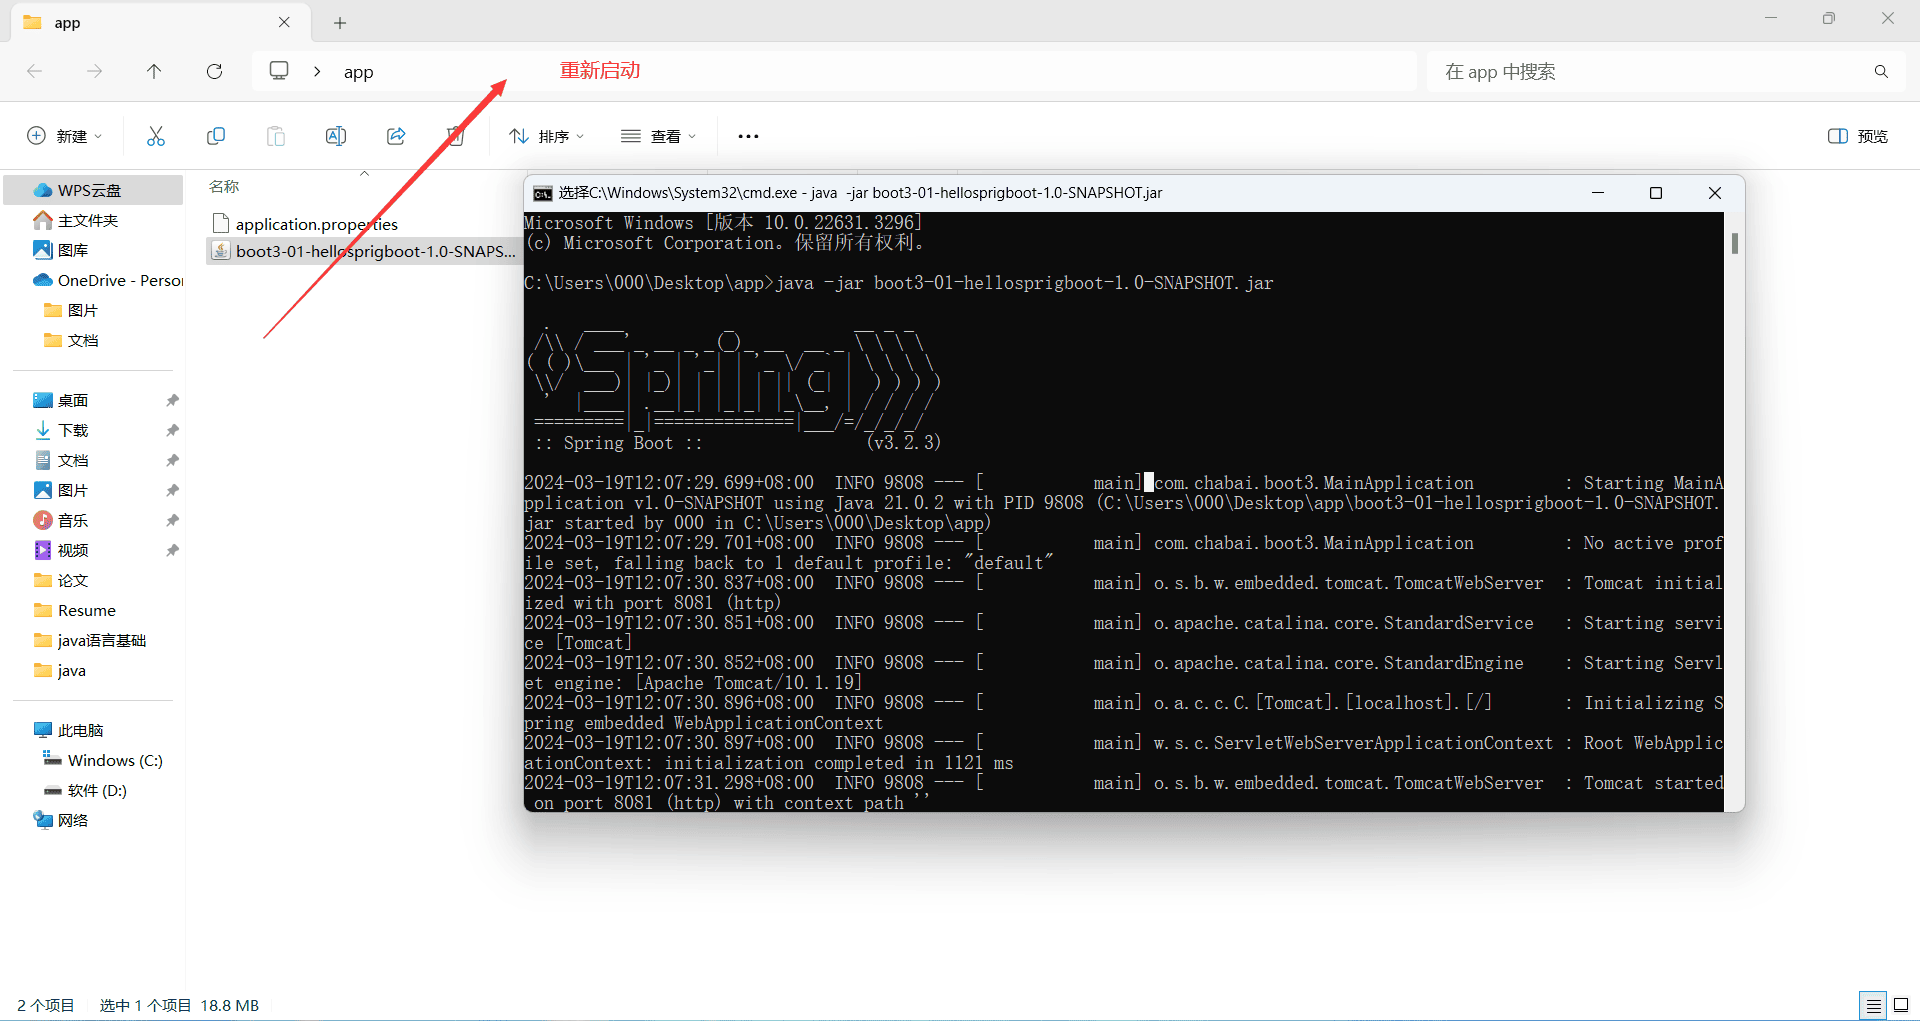 app
app
重新启动
在 app 中搜索
新建
排序
查看
预览
WPS云盘
主文件夹
图库
OneDrive - Person
图片
文档
桌面
下载
文档
图片
音乐
视频
论文
Resume
java语言基础
java
此电脑
Windows (C:)
软件 (D:)
网络
名称
application.properties
boot3-01-hellosprigboot-1.0-SNAPS...
选择C:\Windows\System32\cmd.exe - java  -jar boot3-01-hellosprigboot-1.0-SNAPSHOT.jar
Microsoft Windows [版本 10.0.22631.3296]
(c) Microsoft Corporation。保留所有权利。
C:\Users\000\Desktop\app>java -jar boot3-01-hellosprigboot-1.0-SNAPSHOT.jar
Spring
:: Spring Boot ::                (v3.2.3)
2024-03-19T12:07:29.699+08:00  INFO 9808 --- [           main] com.chabai.boot3.MainApplication         : Starting MainA
pplication v1.0-SNAPSHOT using Java 21.0.2 with PID 9808 (C:\Users\000\Desktop\app\boot3-01-hellosprigboot-1.0-SNAPSHOT.
jar started by 000 in C:\Users\000\Desktop\app)
2024-03-19T12:07:29.701+08:00  INFO 9808 --- [           main] com.chabai.boot3.MainApplication         : No active prof
ile set, falling back to 1 default profile: "default"
2024-03-19T12:07:30.837+08:00  INFO 9808 --- [           main] o.s.b.w.embedded.tomcat.TomcatWebServer  : Tomcat initial
ized with port 8081 (http)
2024-03-19T12:07:30.851+08:00  INFO 9808 --- [           main] o.apache.catalina.core.StandardService   : Starting servi
ce [Tomcat]
2024-03-19T12:07:30.852+08:00  INFO 9808 --- [           main] o.apache.catalina.core.StandardEngine    : Starting Servl
et engine: [Apache Tomcat/10.1.19]
2024-03-19T12:07:30.896+08:00  INFO 9808 --- [           main] o.a.c.c.C.[Tomcat].[localhost].[/]       : Initializing S
pring embedded WebApplicationContext
2024-03-19T12:07:30.897+08:00  INFO 9808 --- [           main] w.s.c.ServletWebServerApplicationContext : Root WebApplic
ationContext: initialization completed in 1121 ms
2024-03-19T12:07:31.298+08:00  INFO 9808 --- [           main] o.s.b.w.embedded.tomcat.TomcatWebServer  : Tomcat started
 on port 8081 (http) with context path ''
2 个项目
选中 1 个项目  18.8 MB